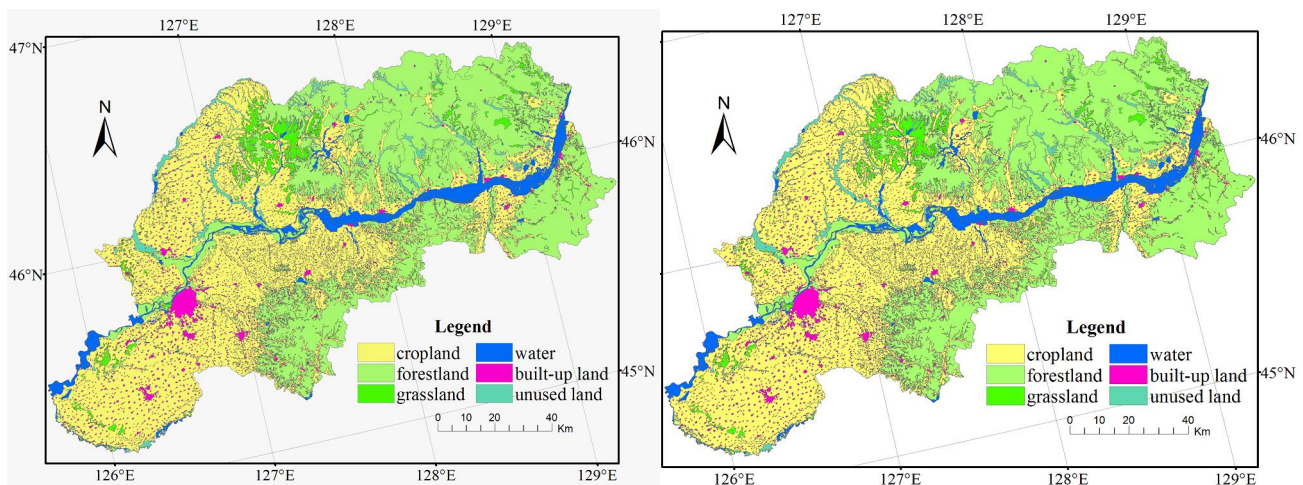 127°E 128°E 129°E
47°N
N
46°N
46°N
45°N
Legend
cropland water
forestland built-up land
grassland unused land
0 10 20 40
Km
126°E 127°E 128°E 129°E
127°E 128°E 129°E
N
46°N
45°N
Legend
cropland water
forestland built-up land
grassland unused land
0 10 20 40
Km
126°E 127°E 128°E 129°E